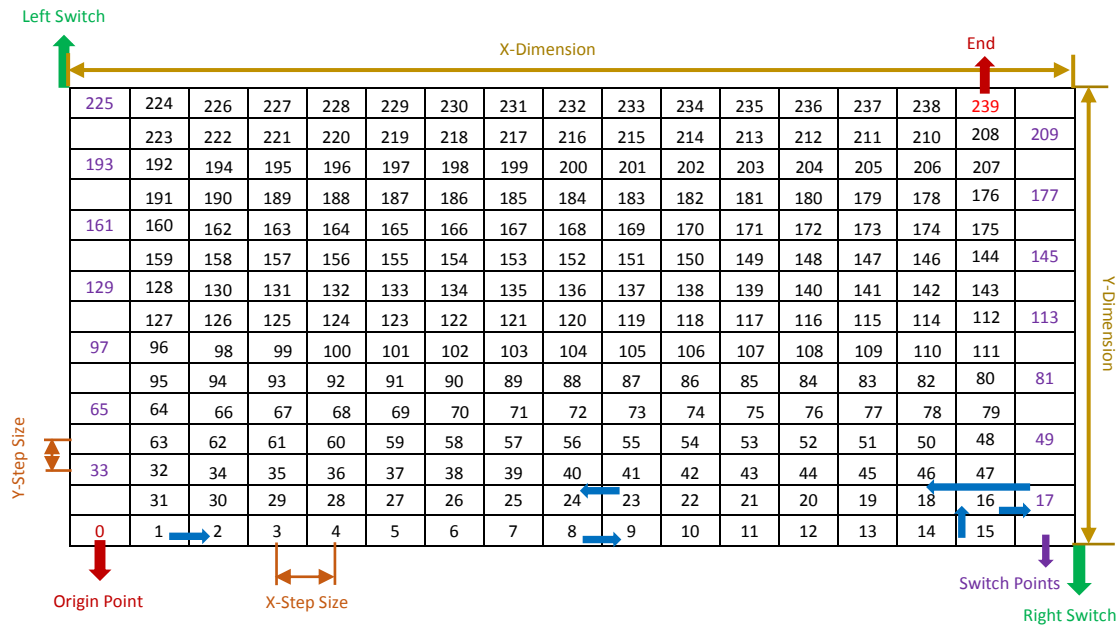 Left Switch
X-Dimension
End
225 224 226 227 228 229 230 231 232 233 234 235 236 237 238 239
223 222 221 220 219 218 217 216 215 214 213 212 211 210 208 209
193 192 194 195 196 197 198 199 200 201 202 203 204 205 206 207
191 190 189 188 187 186 185 184 183 182 181 180 179 178 176 177
161 160 162 163 164 165 166 167 168 169 170 171 172 173 174 175
159 158 157 156 155 154 153 152 151 150 149 148 147 146 144 145
129 128 130 131 132 133 134 135 136 137 138 139 140 141 142 143
127 126 125 124 123 122 121 120 119 118 117 116 115 114 112 113
97 96 98 99 100 101 102 103 104 105 106 107 108 109 110 111
95 94 93 92 91 90 89 88 87 86 85 84 83 82 80 81
65 64 66 67 68 69 70 71 72 73 74 75 76 77 78 79
63 62 61 60 59 58 57 56 55 54 53 52 51 50 48 49
33 32 34 35 36 37 38 39 40 41 42 43 44 45 46 47
31 30 29 28 27 26 25 24 23 22 21 20 19 18 16 17
0 1 2 3 4 5 6 7 8 9 10 11 12 13 14 15
Y-Dimension
Y-Step Size
Origin Point
X-Step Size
Switch Points
Right Switch